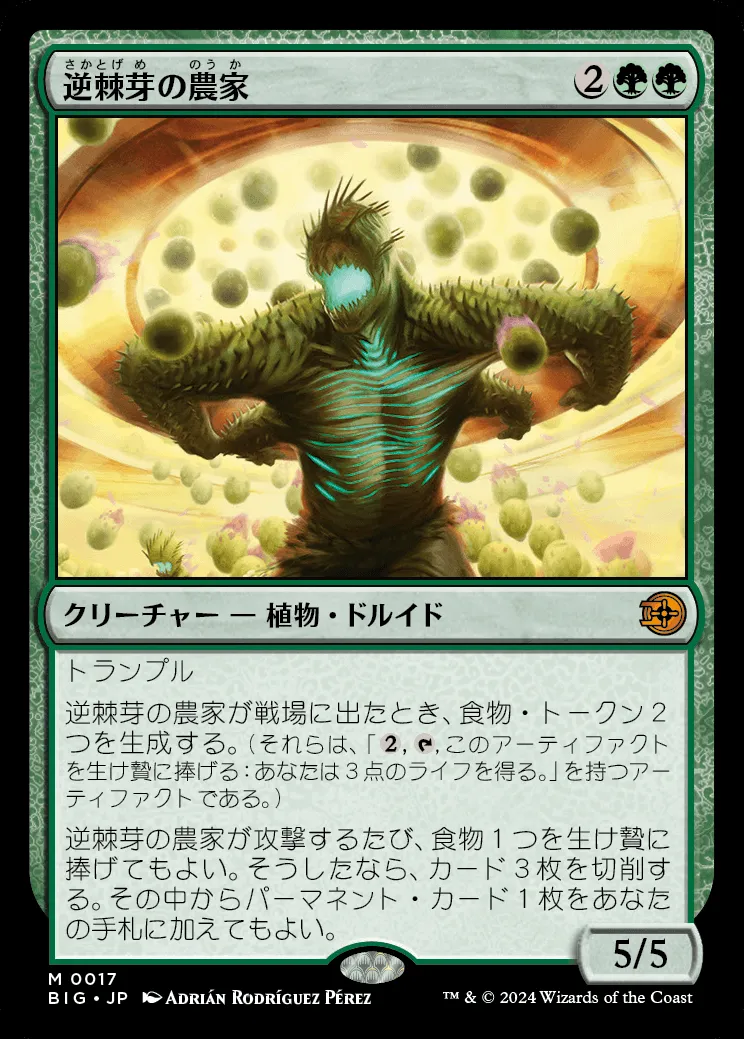 さかとげめ のうか
逆棘芽の農家 2
クリーチャー — 植物・ドルイド
トランプル
逆棘芽の農家が戦場に出たとき、食物・トークン2
つを生成する。(それらは、「2, ,このアーティファクト
を生け贄に捧げる:あなたは3点のライフを得る。」を持つアー
ティファクトである。)
逆棘芽の農家が攻撃するたび、食物1つを生け贄に
捧げてもよい。そうしたなら、カード3枚を切削す
る。その中からパーマネント・カード1枚をあなた
の手札に加えてもよい。
5/5
M 0017
BIG • JP ADRIÁN RODRÍGUEZ PÉREZ ™ & © 2024 Wizards of the Coast